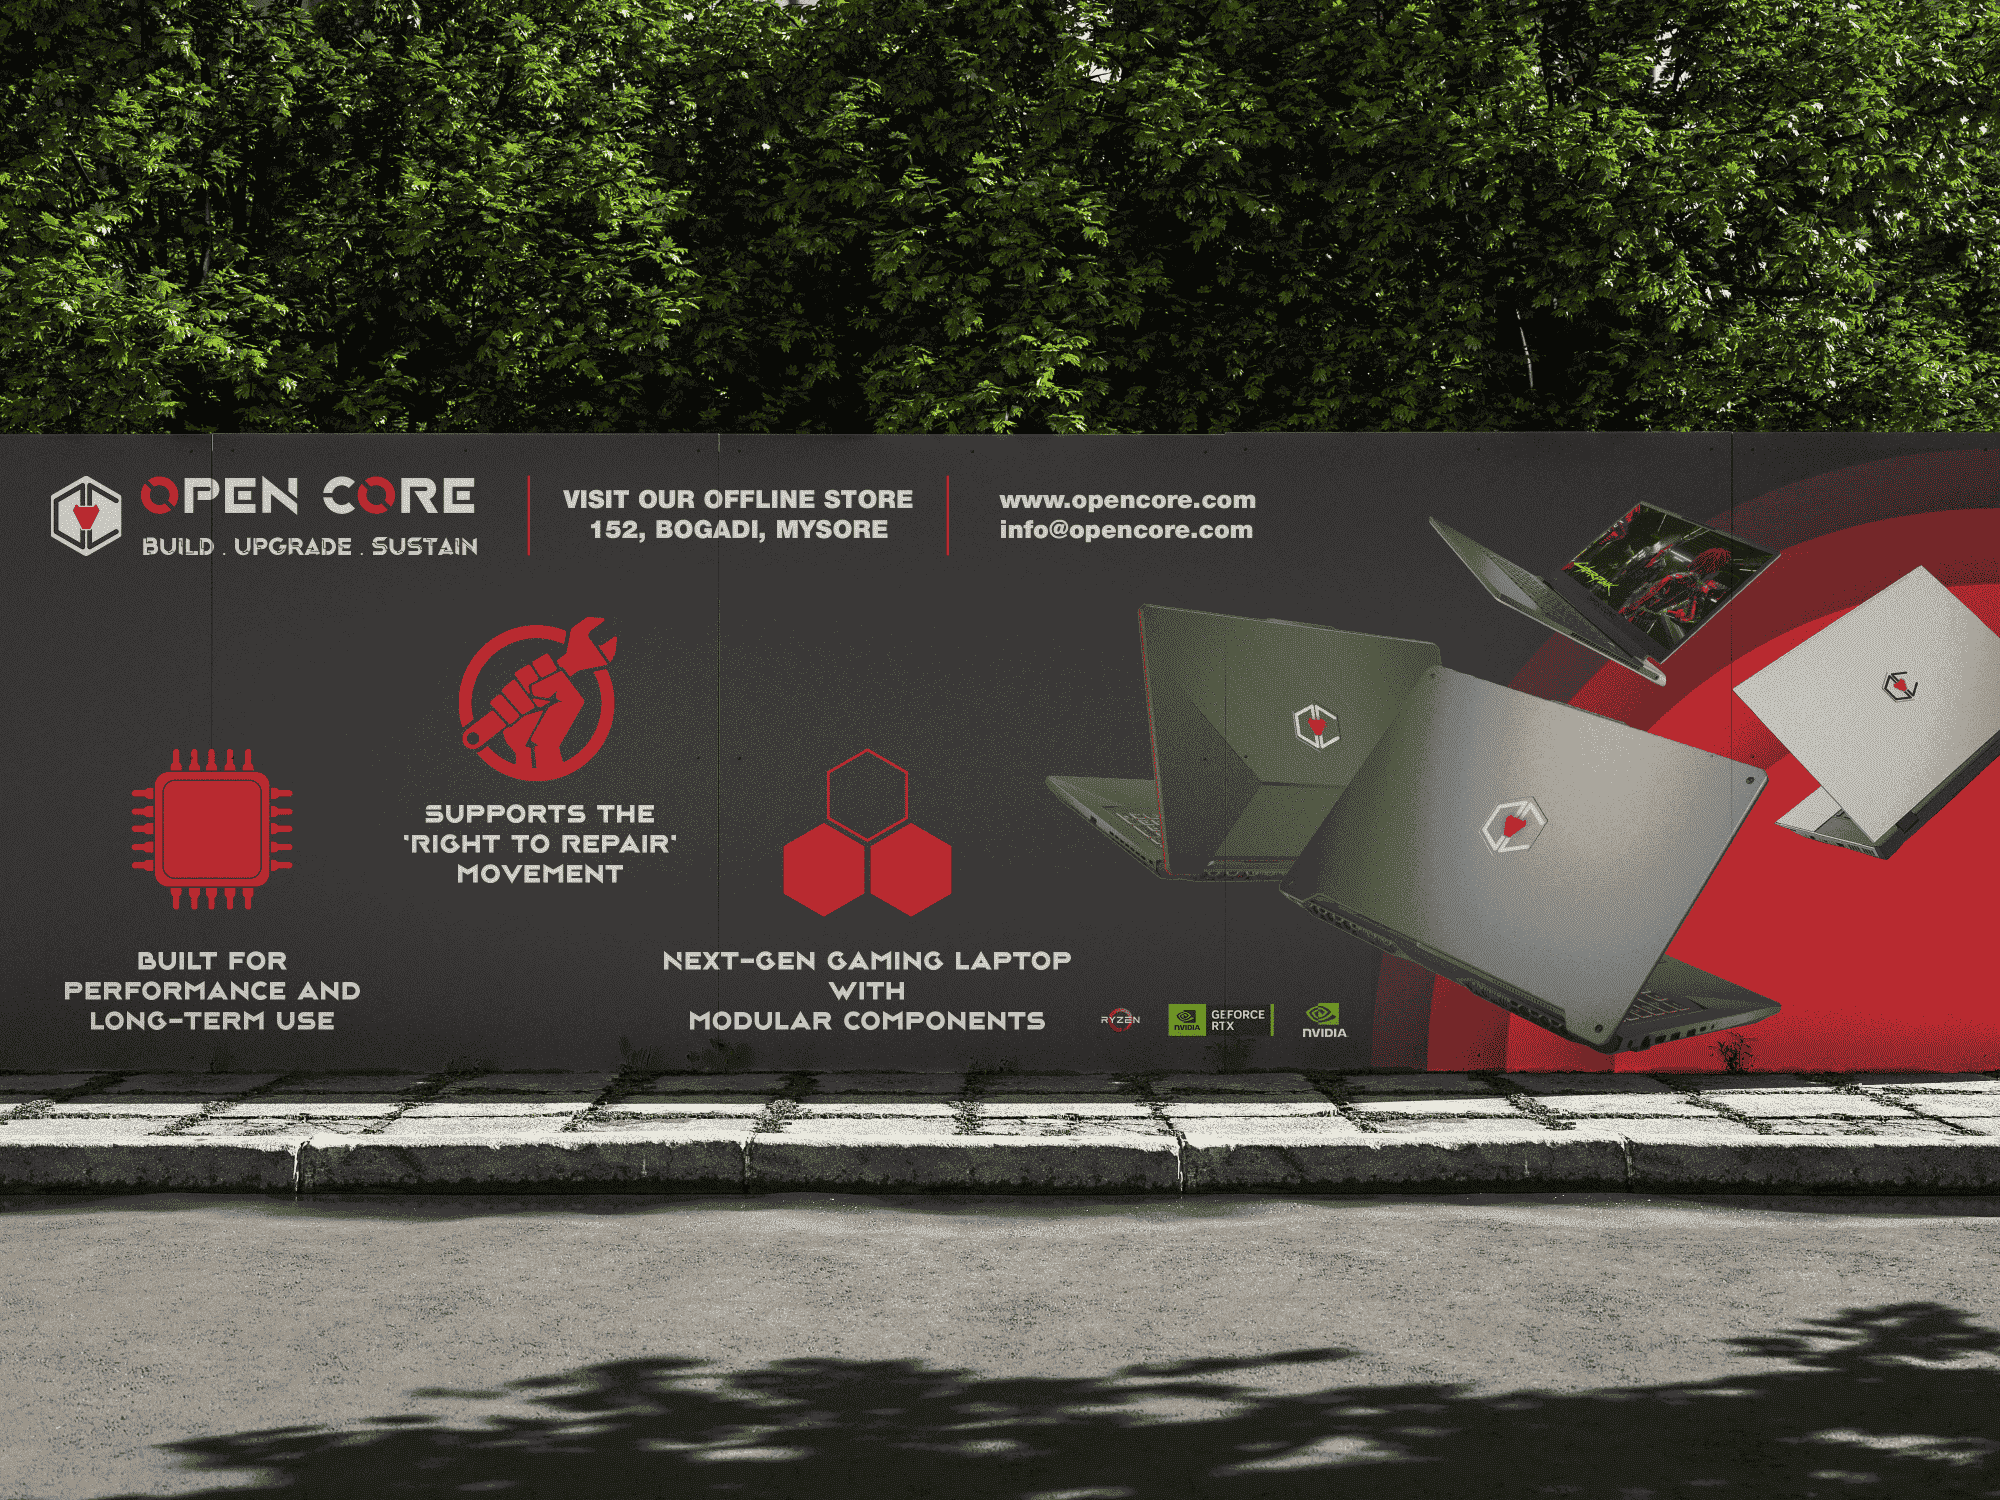 OPEN CORE
BUILD . UPGRADE . SUSTAIN
VISIT OUR OFFLINE STORE
152, BOGADI, MYSORE
www.opencore.com
info@opencore.com
SUPPORTS THE
'RIGHT TO REPAIR'
MOVEMENT
BUILT FOR
PERFORMANCE AND
LONG-TERM USE
NEXT-GEN GAMING LAPTOP
WITH
MODULAR COMPONENTS
RYZEN
NVIDIA
GEFORCE
RTX
NVIDIA